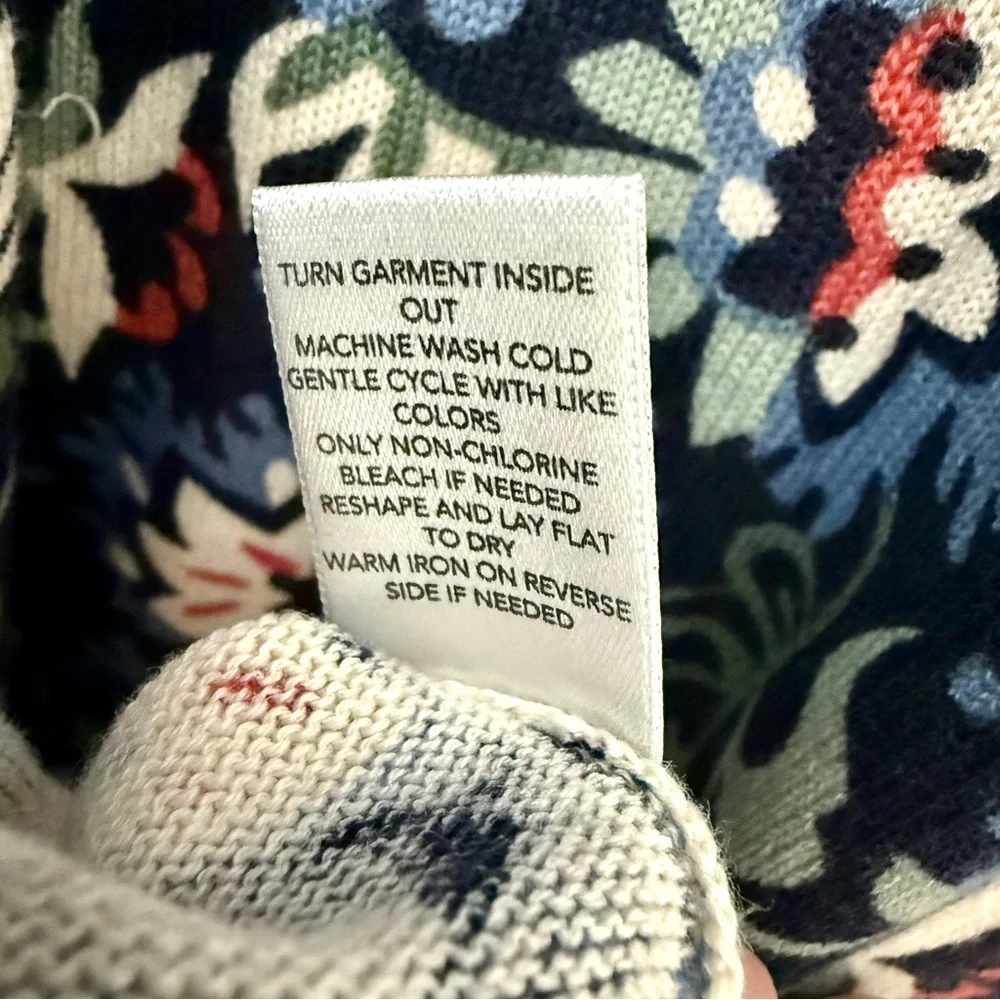 TURN GARMENT INSIDE
OUT
MACHINE WASH COLD
GENTLE CYCLE WITH LIKE
COLORS
ONLY NON-CHLORINE
BLEACH IF NEEDED
RESHAPE AND LAY FLAT
TO DRY
WARM IRON ON REVERSE
SIDE IF NEEDED